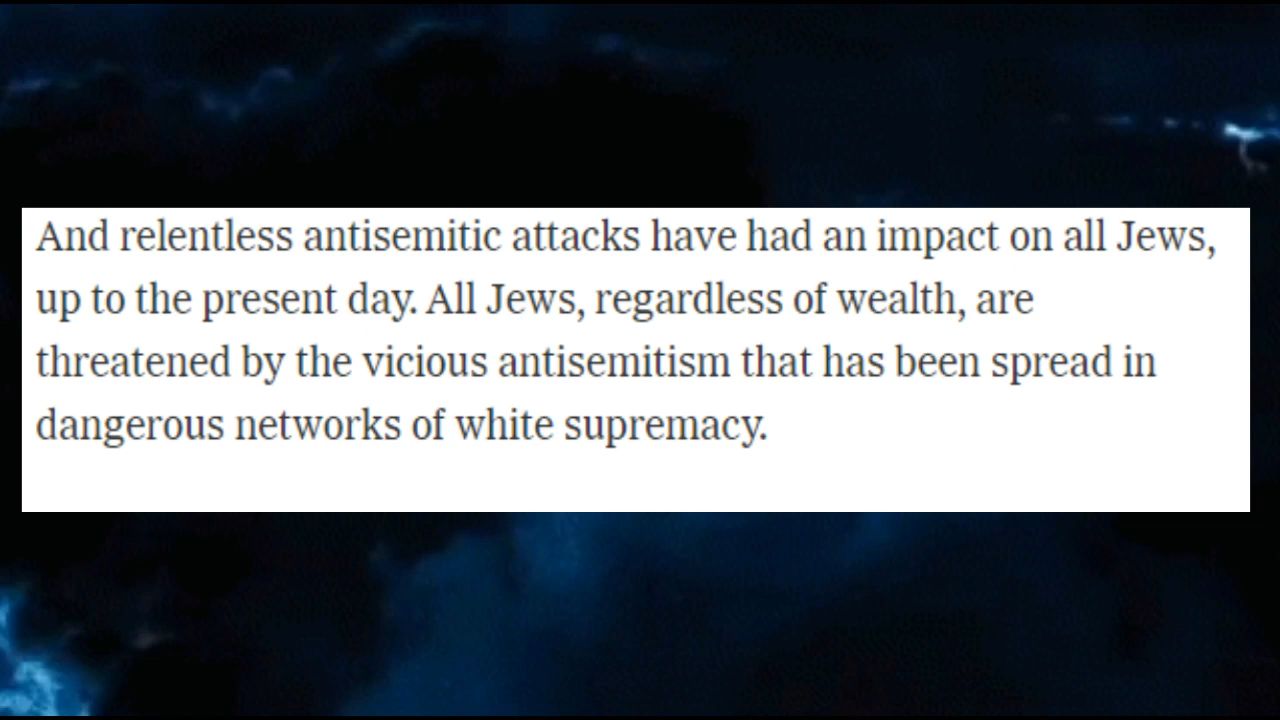 And relentless antisemitic attacks have had an impact on all Jews,
up to the present day. All Jews, regardless of wealth, are
threatened by the vicious antisemitism that has been spread in
dangerous networks of white supremacy.